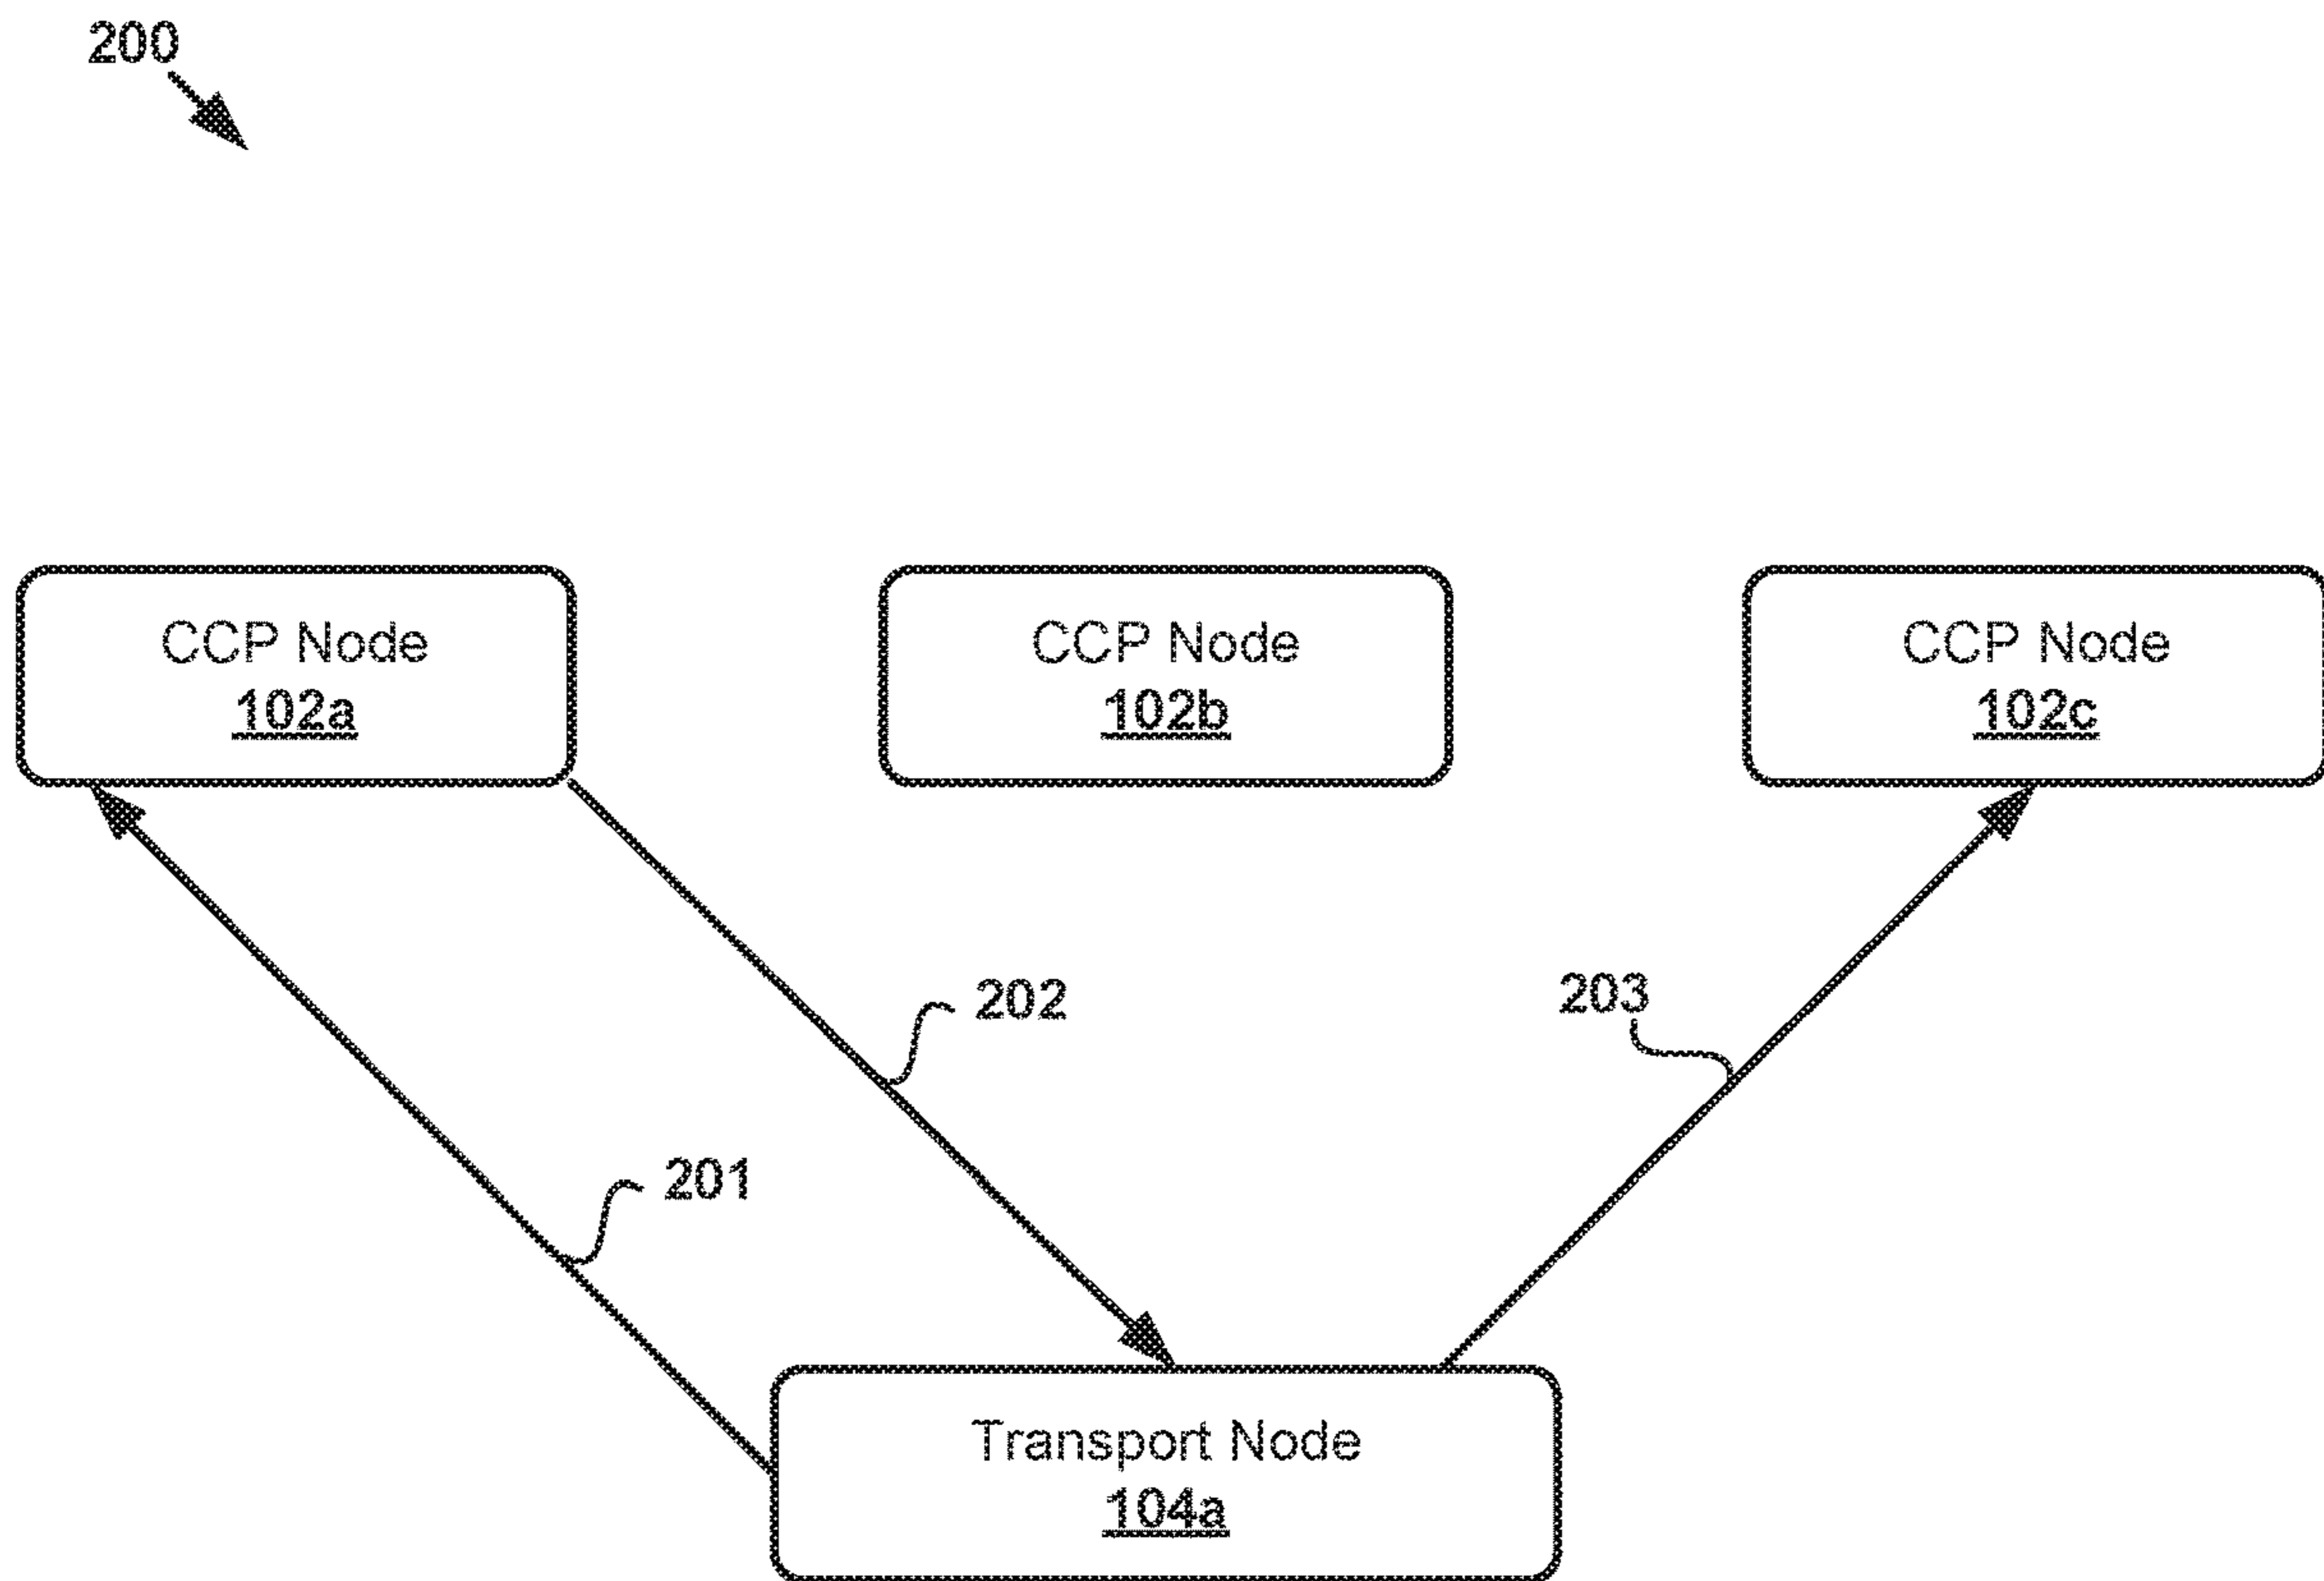 200
CCP Node
102a
CCP Node
102b
CCP Node
102c
202
203
201
Transport Node
104a